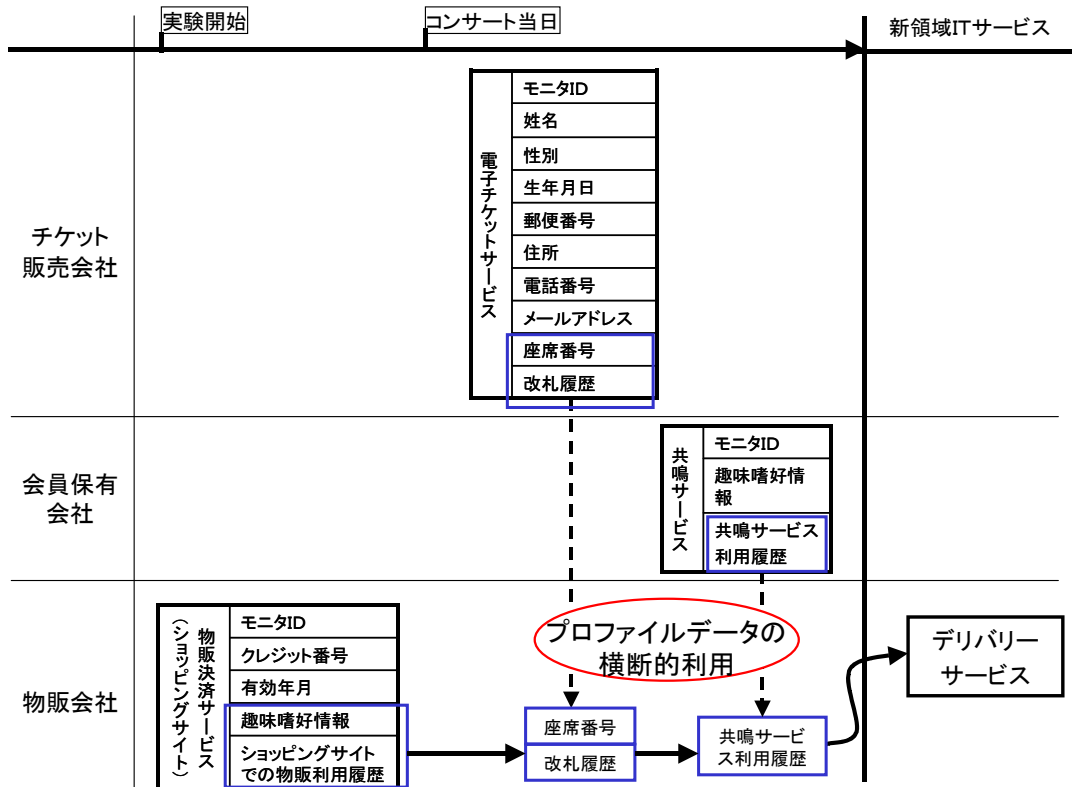 実験開始
コンサート当日
新領域ITサービス
チケット
販売会社
電子チケットサービス
モニタID
姓名
性別
生年月日
郵便番号
住所
電話番号
メールアドレス
座席番号
改札履歴
会員保有
会社
共鳴サービス
モニタID
趣味嗜好情
報
共鳴サービス
利用履歴
物販会社
物販決済サービス
（ショッピングサイト）
モニタID
クレジット番号
有効年月
趣味嗜好情報
ショッピングサイト
での物販利用履歴
プロファイルデータの
横断的利用
座席番号
改札履歴
共鳴サービ
ス利用履歴
デリバリー
サービス